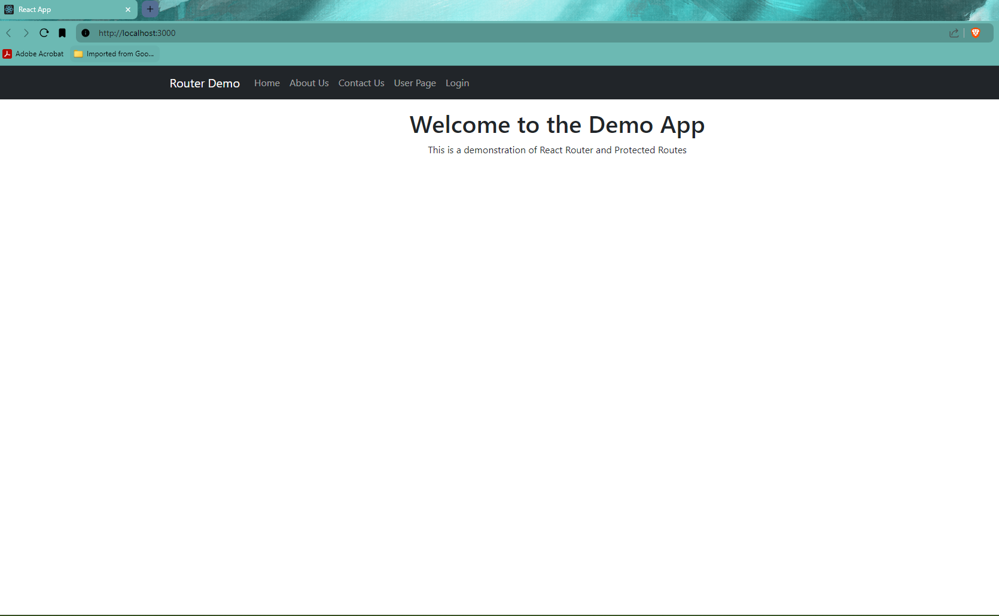 React App
http://localhost:3000
Adobe Acrobat
Imported from Goo...
Router Demo Home About Us Contact Us User Page Login
Welcome to the Demo App
This is a demonstration of React Router and Protected Routes